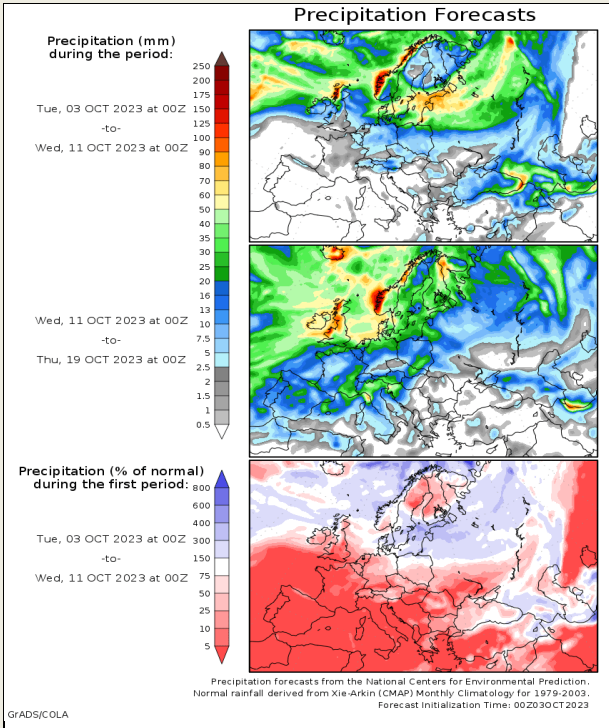 Precipitation Forecasts
Precipitation (mm)
during the period:
250
200
175
150
125
100
90
80
70
60
50
40
35
30
25
20
16
13
10
7.5
5
2.5
2
1.5
1
0.5
Tue, 03 OCT 2023 at 00Z
-to-
Wed, 11 OCT 2023 at 00Z
Wed, 11 OCT 2023 at 00Z
-to-
Thu, 19 OCT 2023 at 00Z
Precipitation (% of normal)
during the first period:
800
600
400
300
150
75
50
25
10
5
Tue, 03 OCT 2023 at 00Z
-to-
Wed, 11 OCT 2023 at 00Z
Precipitation forecasts from the National Centers for Environmental Prediction.
Normal rainfall derived from Xie-Arkin (CMAP) Monthly Climatology for 1979-2003.
Forecast Initialization Time: 00Z03OCT2023
GrADS/COLA